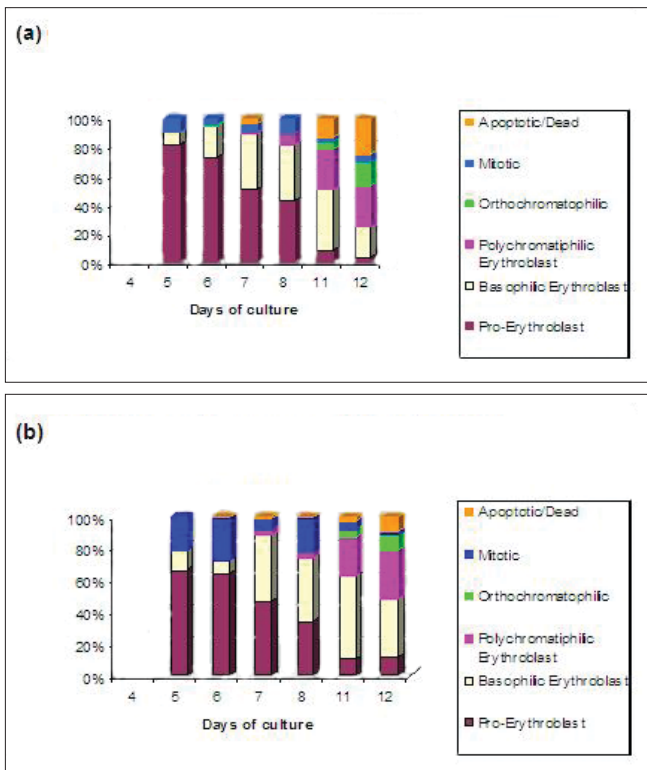 (a)
100%
80%
60%
40%
20%
0%
4 5 6 7 8 11 12
Days of culture
Apoptotic/Dead
Mitotic
Orthochromatophilic
Polychromatiphilic
Erythroblast
Basophilic Erythroblast
Pro-Erythroblast
(b)
100%
80%
60%
40%
20%
0%
4 5 6 7 8 11 12
Days of culture
Apoptotic/Dead
Mitotic
Orthochromatophilic
Polychromatiphilic
Erythroblast
Basophilic Erythroblast
Pro-Erythroblast